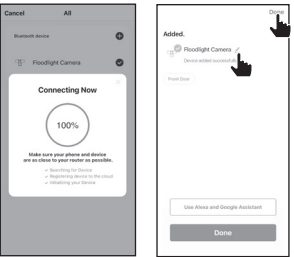 Cancel
All
Bluetooth device
Floodlight Camera
Connecting Now
100%
Make sure your phone and device
are as close to your router as possible.
✓ Searching for Device
✓ Registering device to the cloud
✓ Initializing your Device
Done
Added.
Floodlight Camera
Device added successfully
Front Door
Use Alexa and Google Assistant
Done